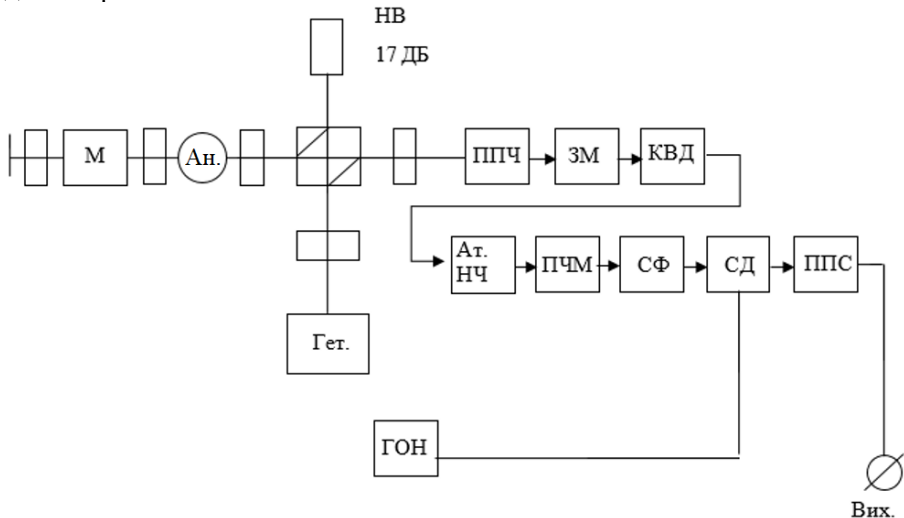 НВ
17 ДБ
М
Ан.
ППЧ
ЗМ
КВД
Ат.
НЧ
ПЧМ
СФ
СД
ППС
Гет.
ГОН
Вих.